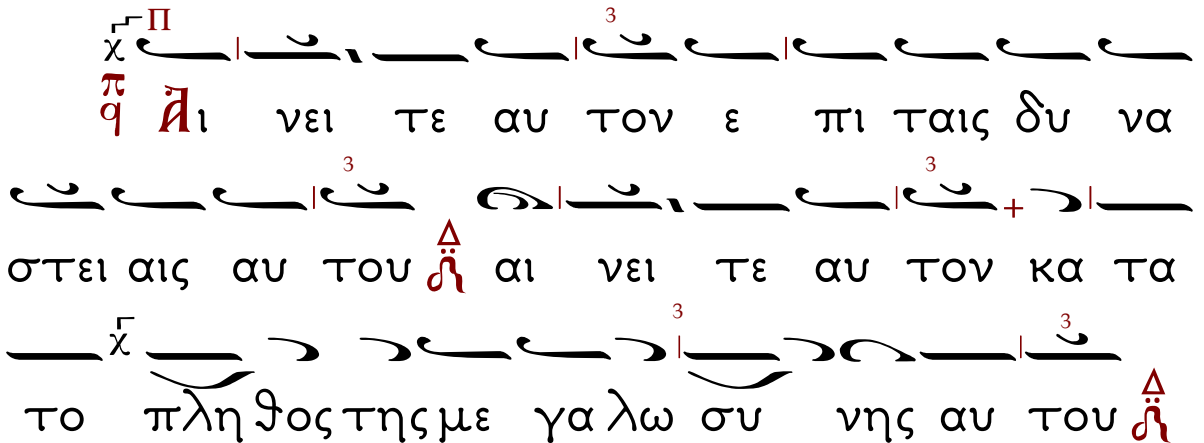 χ Π
π q Αι νει τε αυ τον ε πι ταις δυ να
στει αις αυ του Δ αι νει τε αυ τον κα τα
το χ πλη θος της με γα λω συ νης αυ του Δ